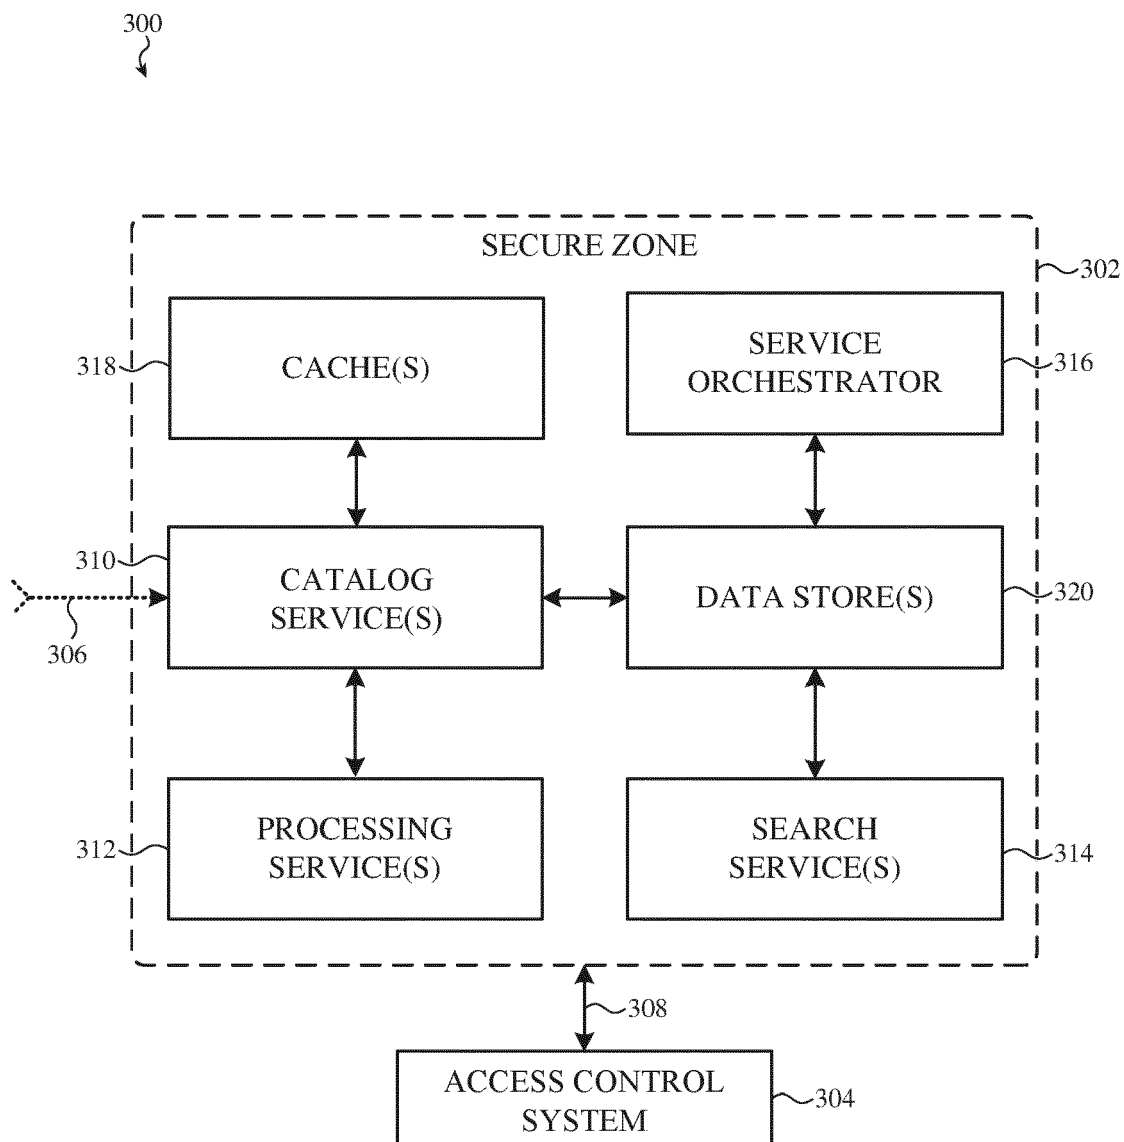 300
SECURE ZONE
302
318
CACHE(S)
SERVICE
ORCHESTRATOR
316
310
CATALOG
SERVICE(S)
DATA STORE(S)
320
306
312
PROCESSING
SERVICE(S)
SEARCH
SERVICE(S)
314
308
ACCESS CONTROL
SYSTEM
304